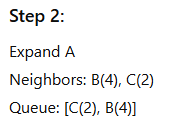 Step 2:
Expand A
Neighbors: B(4), C(2)
Queue: [C(2), B(4)]